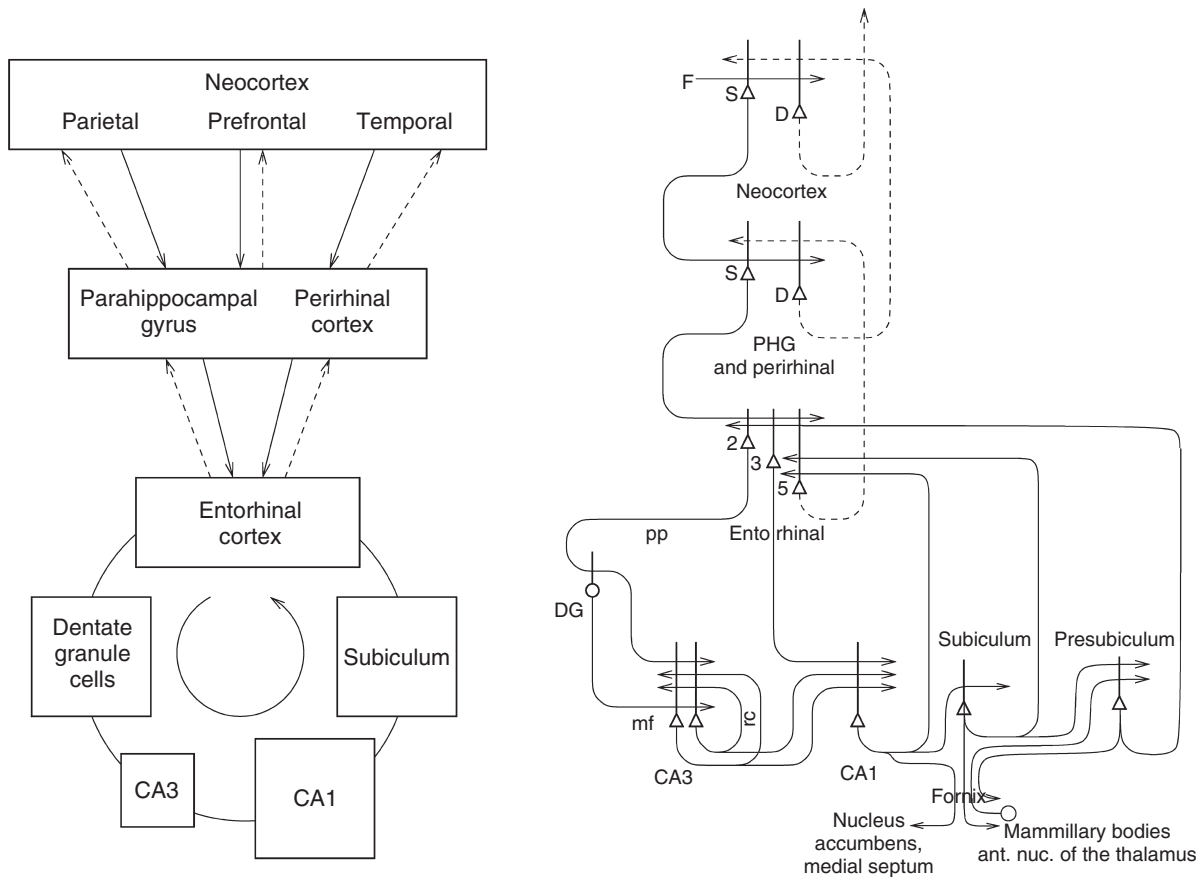 Neocortex
Parietal Prefrontal Temporal
Parahippocampal
gyrus
Perirhinal
cortex
Entorhinal
cortex
Dentate
granule
cells
Subiculum
CA3
CA1
F
S
D
Neocortex
S
D
PHG
and perirhinal
2
3
5
Entorhinal
pp
DG
mf
rc
CA3
CA1
Subiculum
Presubiculum
Fornix
Nucleus
accumbens,
medial septum
Mammillary bodies
ant. nuc. of the thalamus